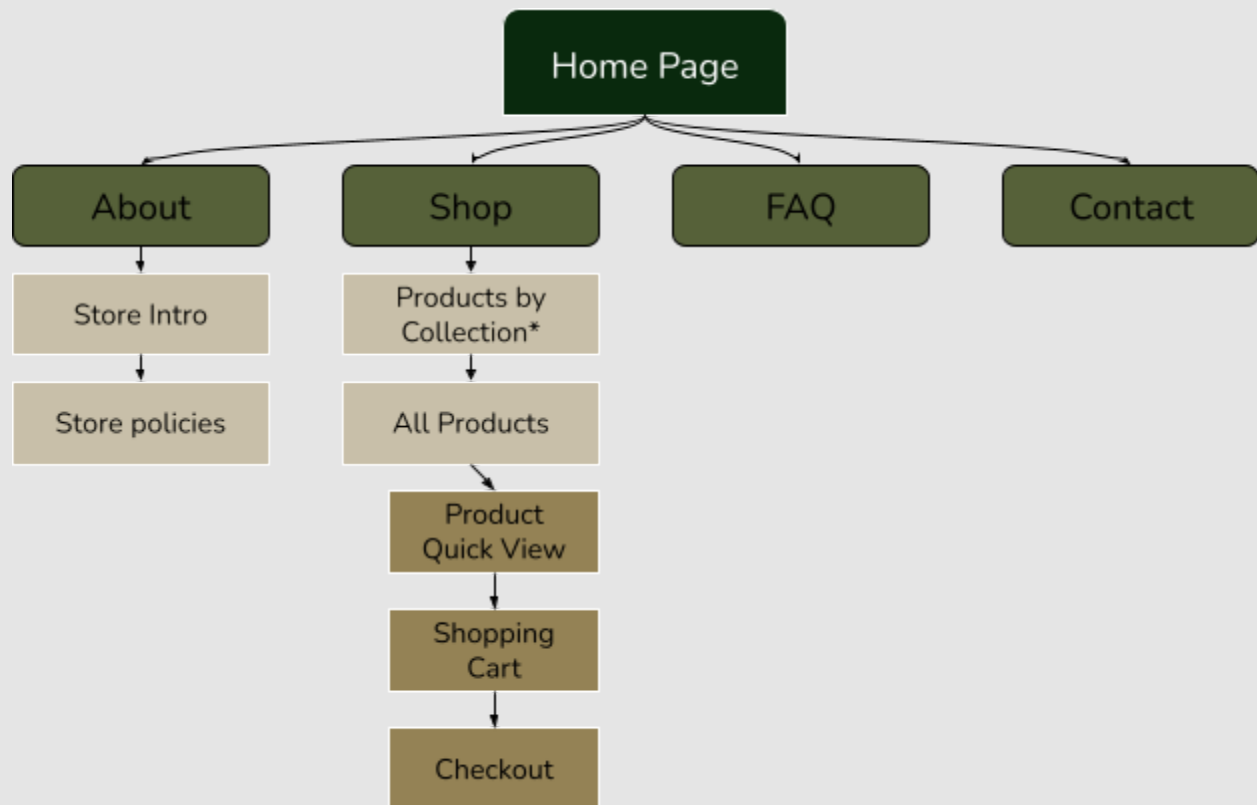 Home Page
About
Shop
FAQ
Contact
Store Intro
Products by
Collection*
Store policies
All Products
Product
Quick View
Shopping
Cart
Checkout